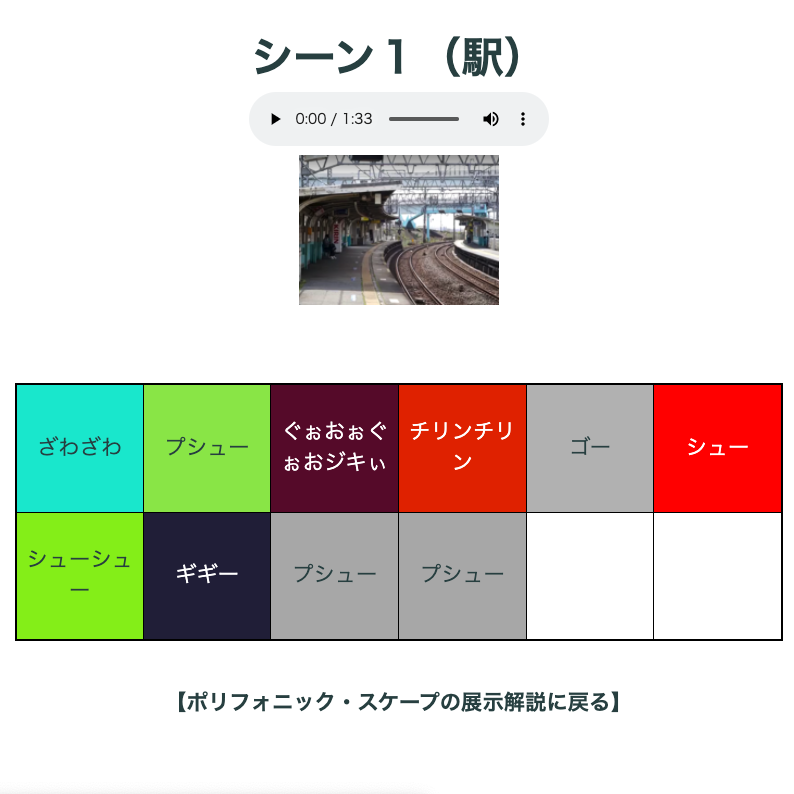 シーン１（駅）
0:00 / 1:33
ざわざわ
プシュー
ぐぉおぉぐ
ぉおジキぃ
チリンチリ
ン
ゴー
シュー
シューシュ
ー
ギギー
プシュー
プシュー
【ポリフォニック・スケープの展示解説に戻る】